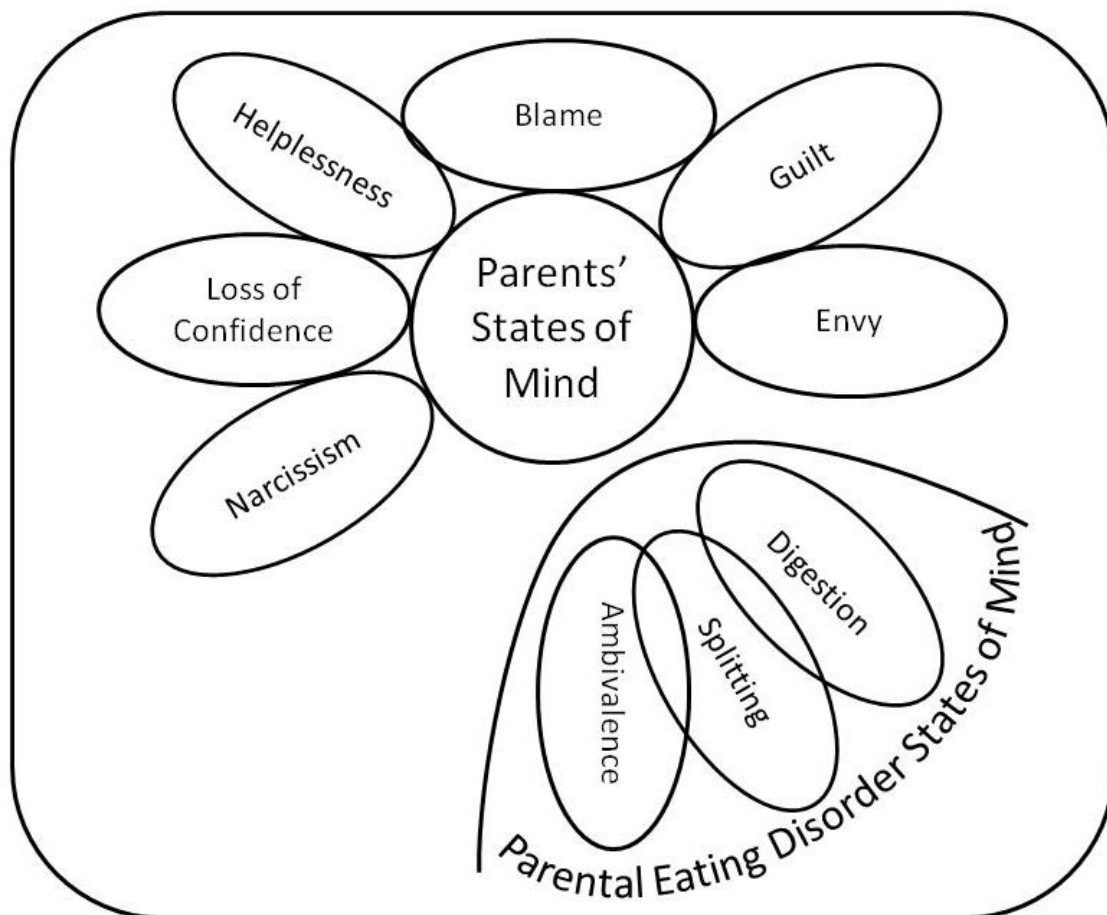 Blame
Helplessness
Guilt
Parents’
States of
Mind
Loss of
Confidence
Envy
Narcissism
Digestion
Splitting
Ambivalence
Parental Eating Disorder States of Mind